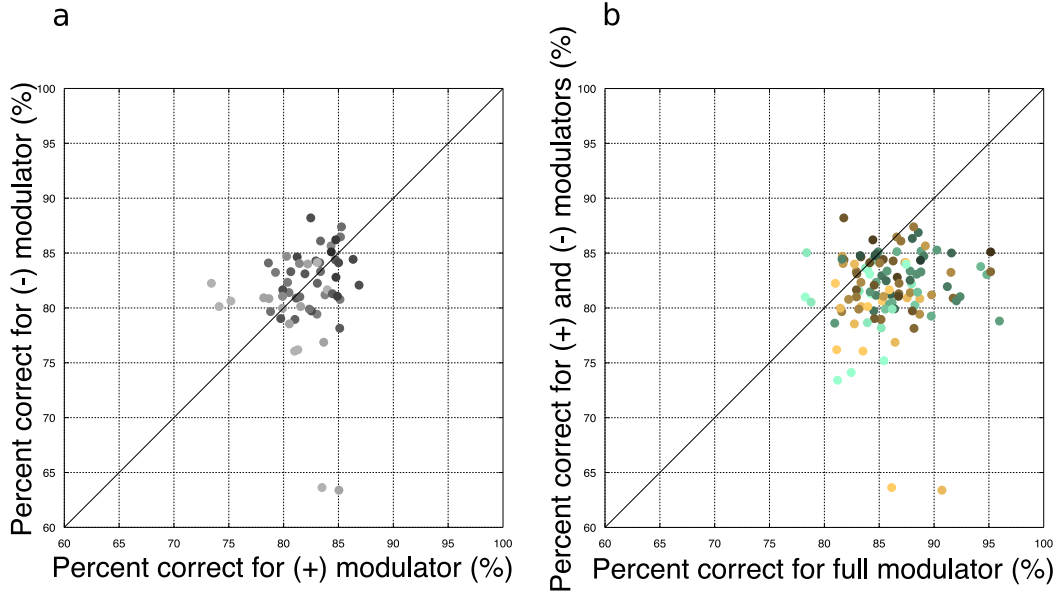 a
Percent correct for (-) modulator (%)
100
95
90
85
80
75
70
65
60
60 65 70 75 80 85 90 95 100
Percent correct for (+) modulator (%)
b
Percent correct for (+) and (-) modulators (%)
100
95
90
85
80
75
70
65
60
60 65 70 75 80 85 90 95 100
Percent correct for full modulator (%)